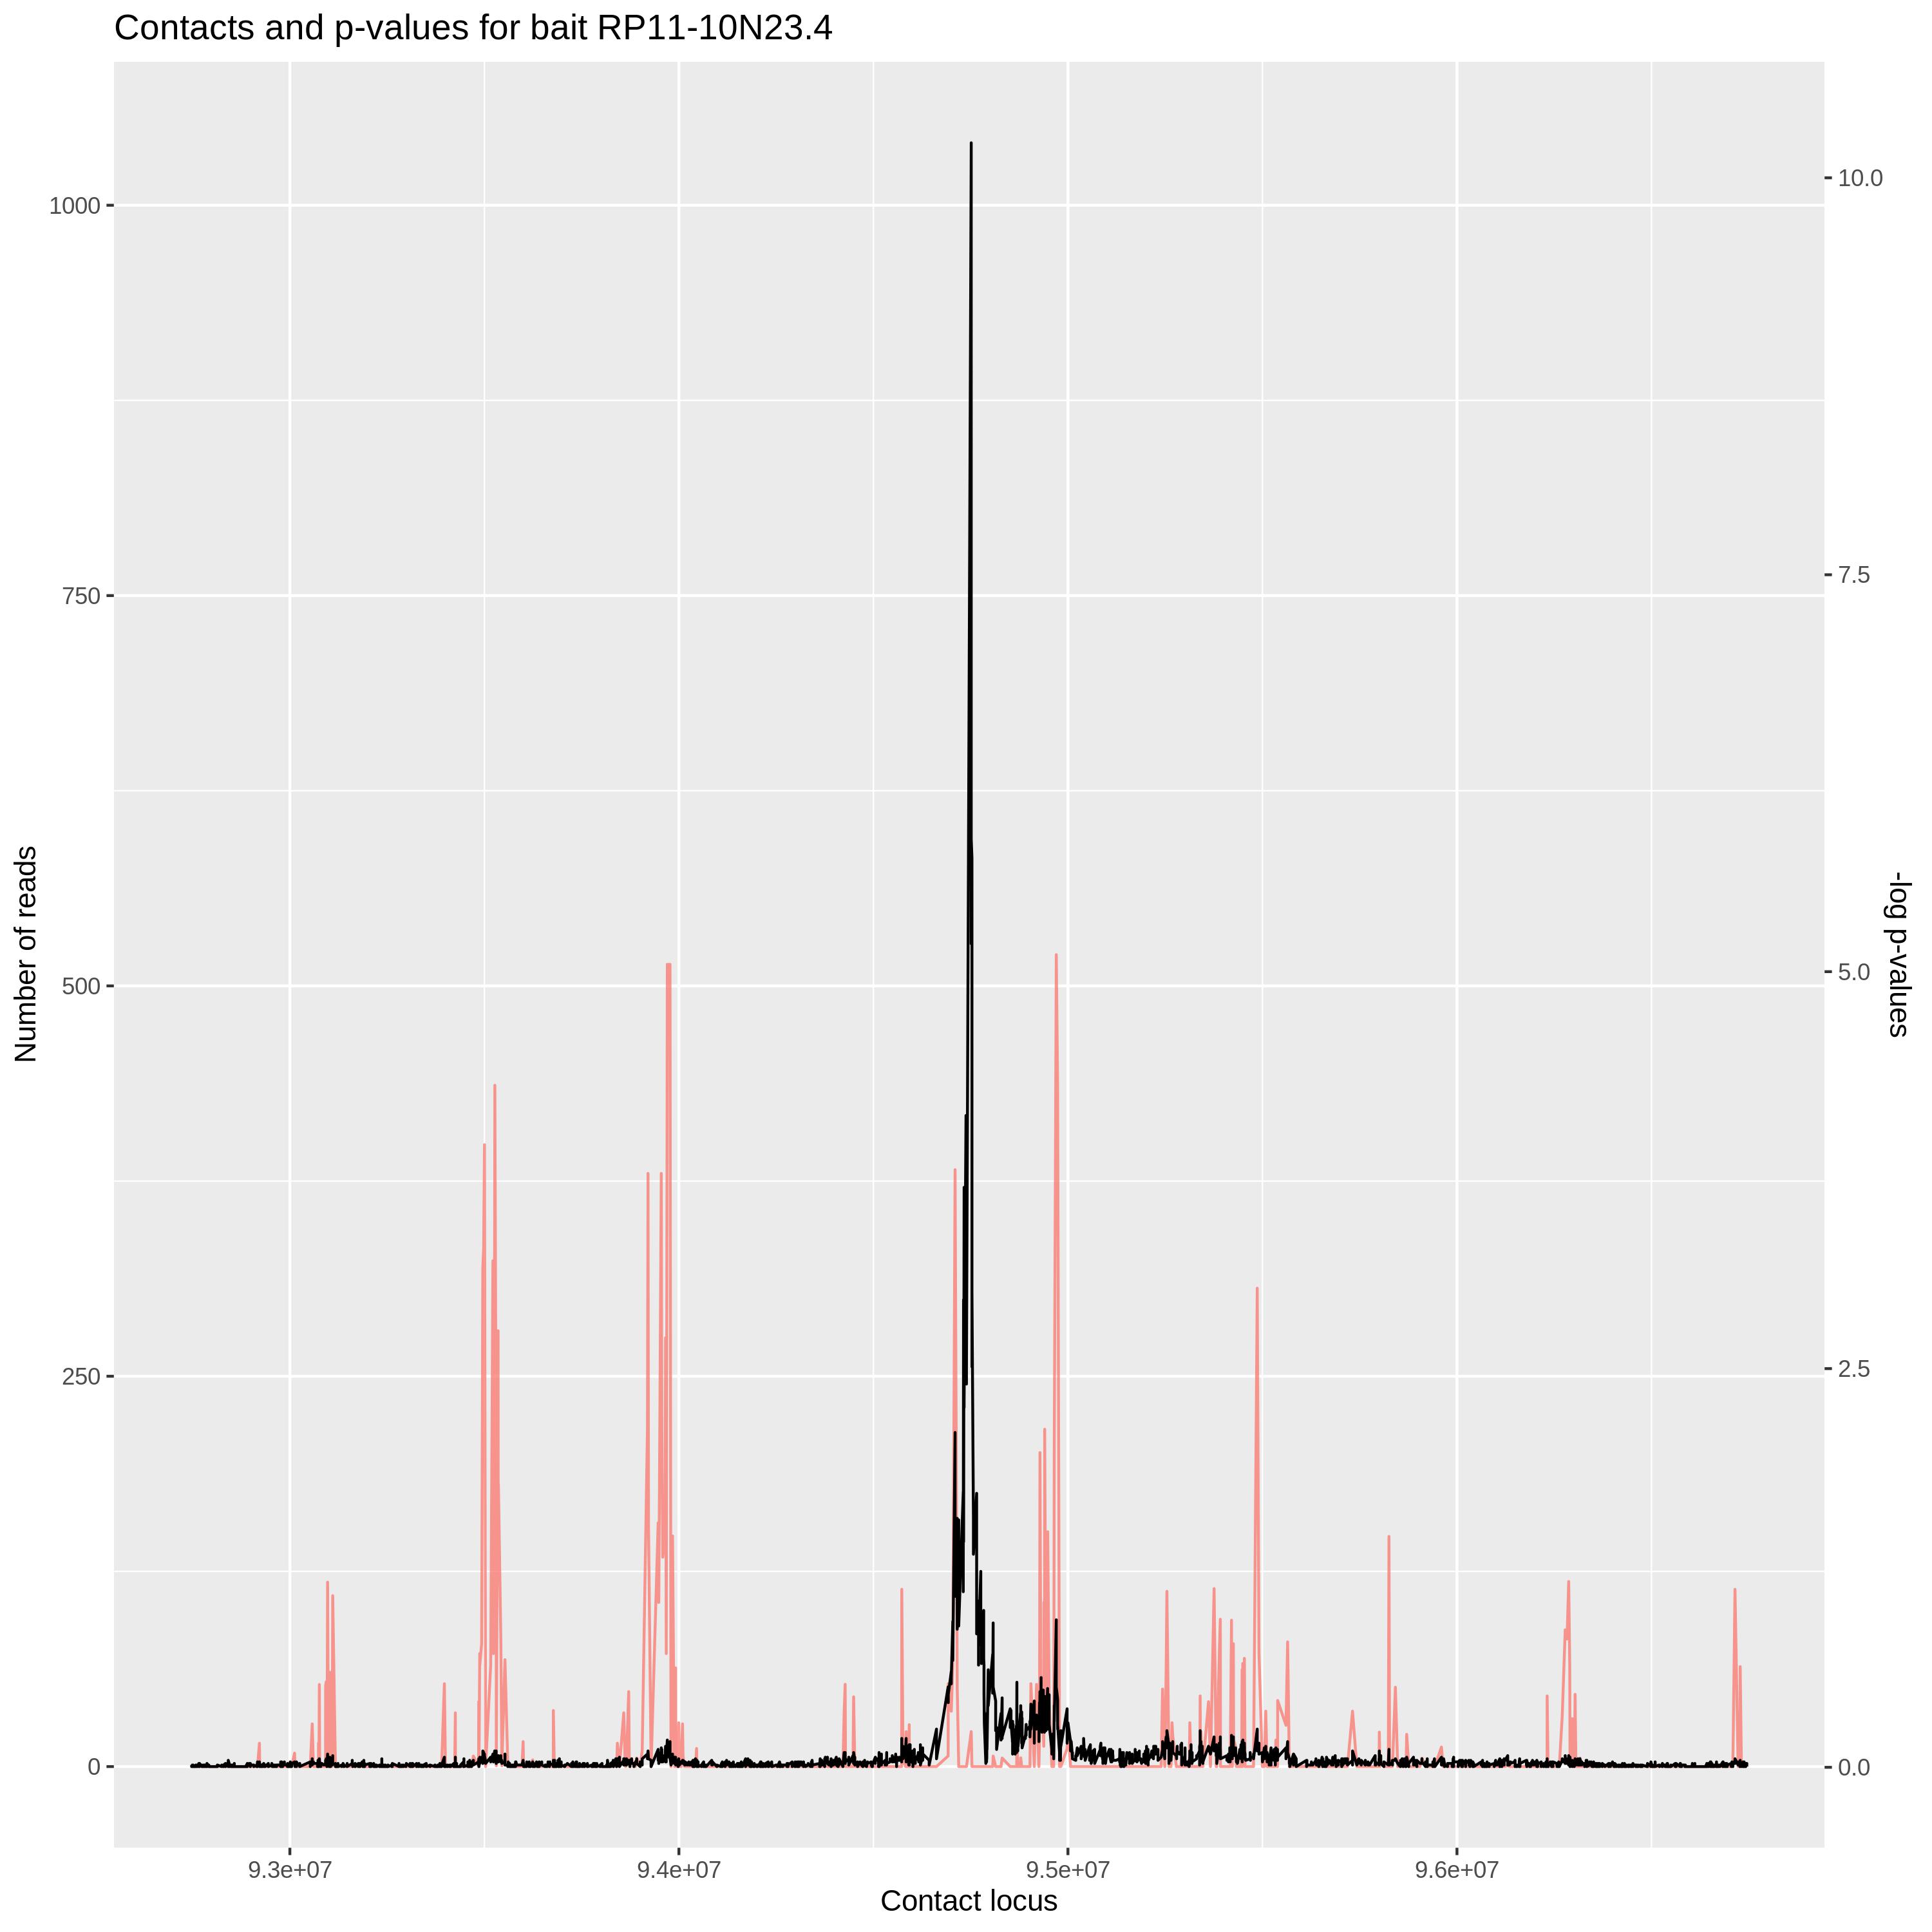 Contacts and p-values for bait RP11-10N23.4
Number of reads
1000
750
500
250
0
10.0
7.5
5.0
2.5
0.0
-log p-values
9.3e+07
9.4e+07
9.5e+07
9.6e+07
Contact locus